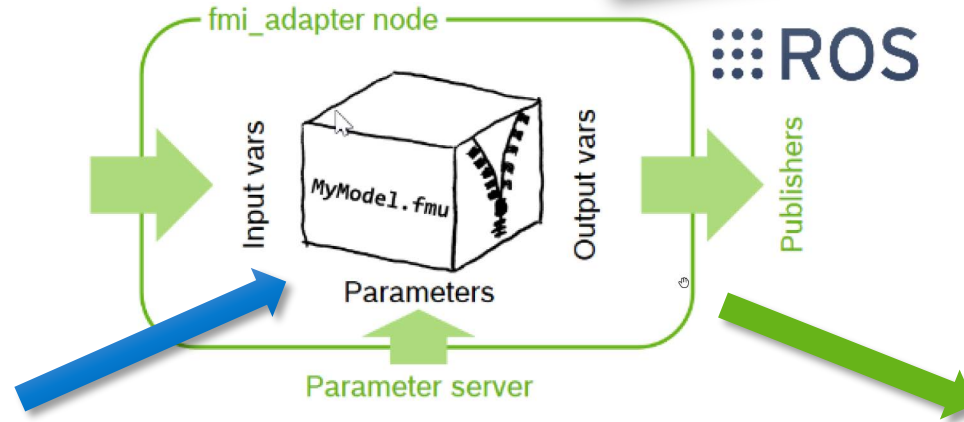 fmi_adapter node
ROS
Input vars
MyModel.fmu
Output vars
Publishers
Parameters
Parameter server